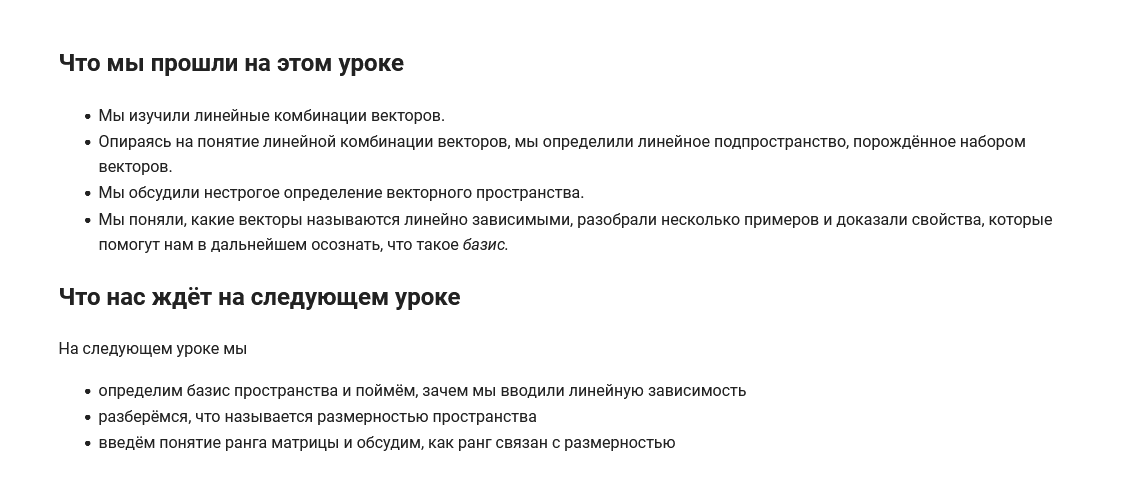 Что мы прошли на этом уроке
• Мы изучили линейные комбинации векторов.
• Опираясь на понятие линейной комбинации векторов, мы определили линейное подпространство, порождённое набором
векторов.
• Мы обсудили нестрогое определение векторного пространства.
• Мы поняли, какие векторы называются линейно зависимыми, разобрали несколько примеров и доказали свойства, которые
помогут нам в дальнейшем осознать, что такое базис.
Что нас ждёт на следующем уроке
На следующем уроке мы
• определим базис пространства и поймём, зачем мы вводили линейную зависимость
• разберёмся, что называется размерностью пространства
• введём понятие ранга матрицы и обсудим, как ранг связан с размерностью